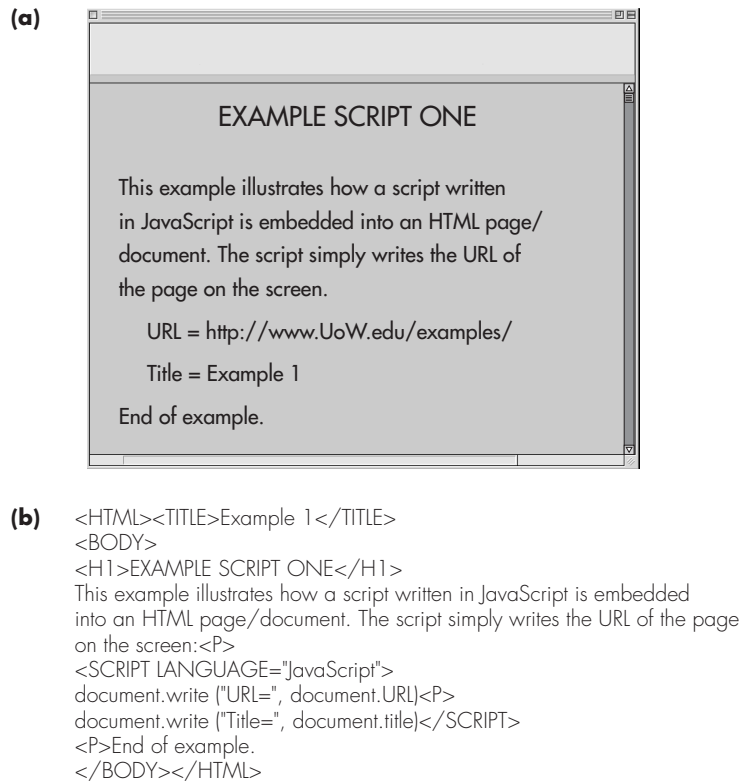 (a)
EXAMPLE SCRIPT ONE
This example illustrates how a script written
in JavaScript is embedded into an HTML page/
document. The script simply writes the URL of
the page on the screen.
URL = http://www.UoW.edu/examples/
Title = Example 1
End of example.
(b) <HTML><TITLE>Example 1</TITLE>
<BODY>
<H1>EXAMPLE SCRIPT ONE</H1>
This example illustrates how a script written in JavaScript is embedded
into an HTML page/document. The script simply writes the URL of the page
on the screen:<P>
<SCRIPT LANGUAGE="JavaScript">
document.write ("URL=", document.URL)<P>
document.write ("Title=", document.title)</SCRIPT>
<P>End of example.
</BODY></HTML>